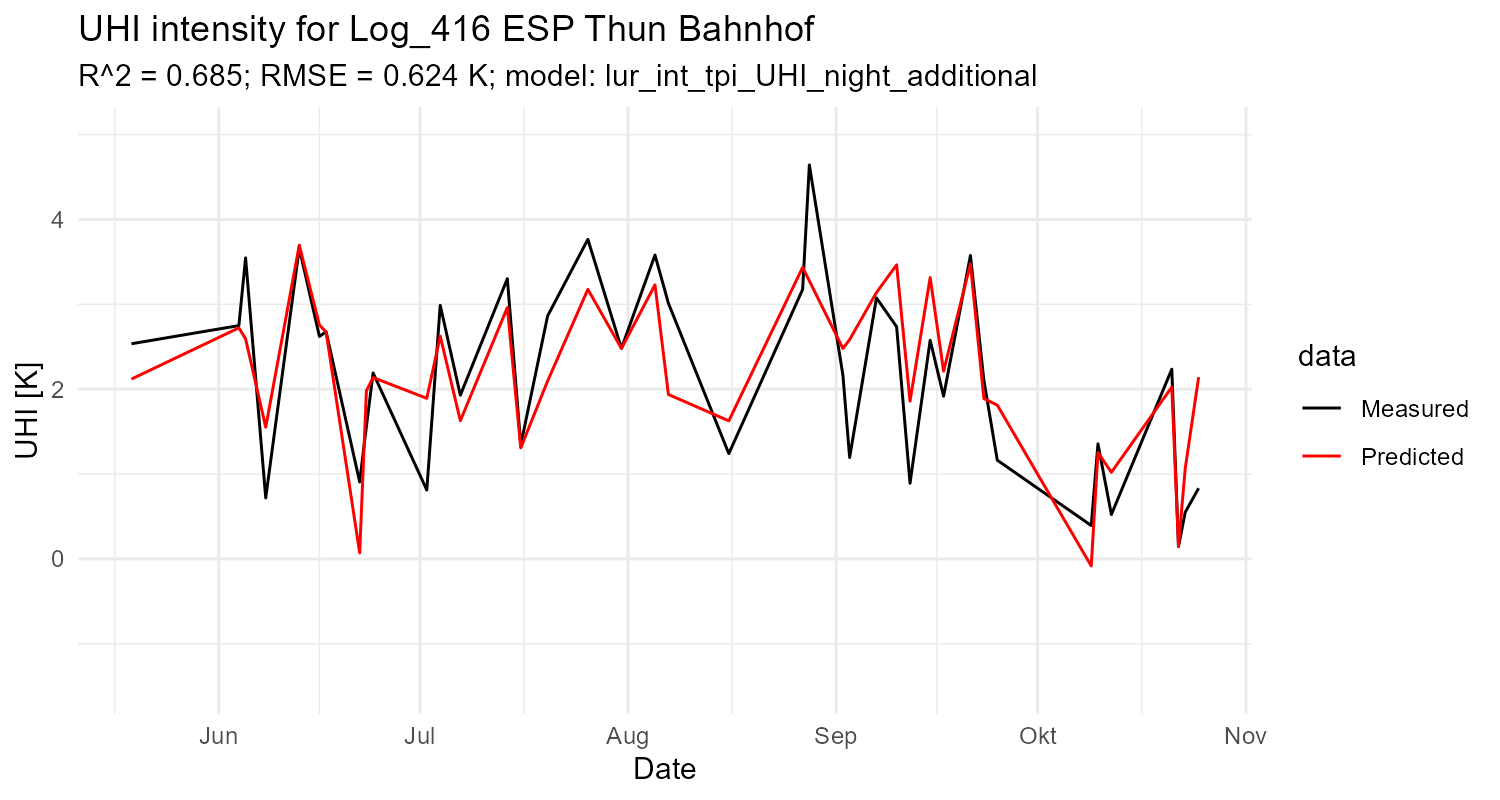 UHI intensity for Log_416 ESP Thun Bahnhof
R^2 = 0.685; RMSE = 0.624 K; model: lur_int_tpi_UHI_night_additional
UHI [K]
4
2
0
Jun Jul Aug Sep Okt Nov
Date
data
Measured
Predicted